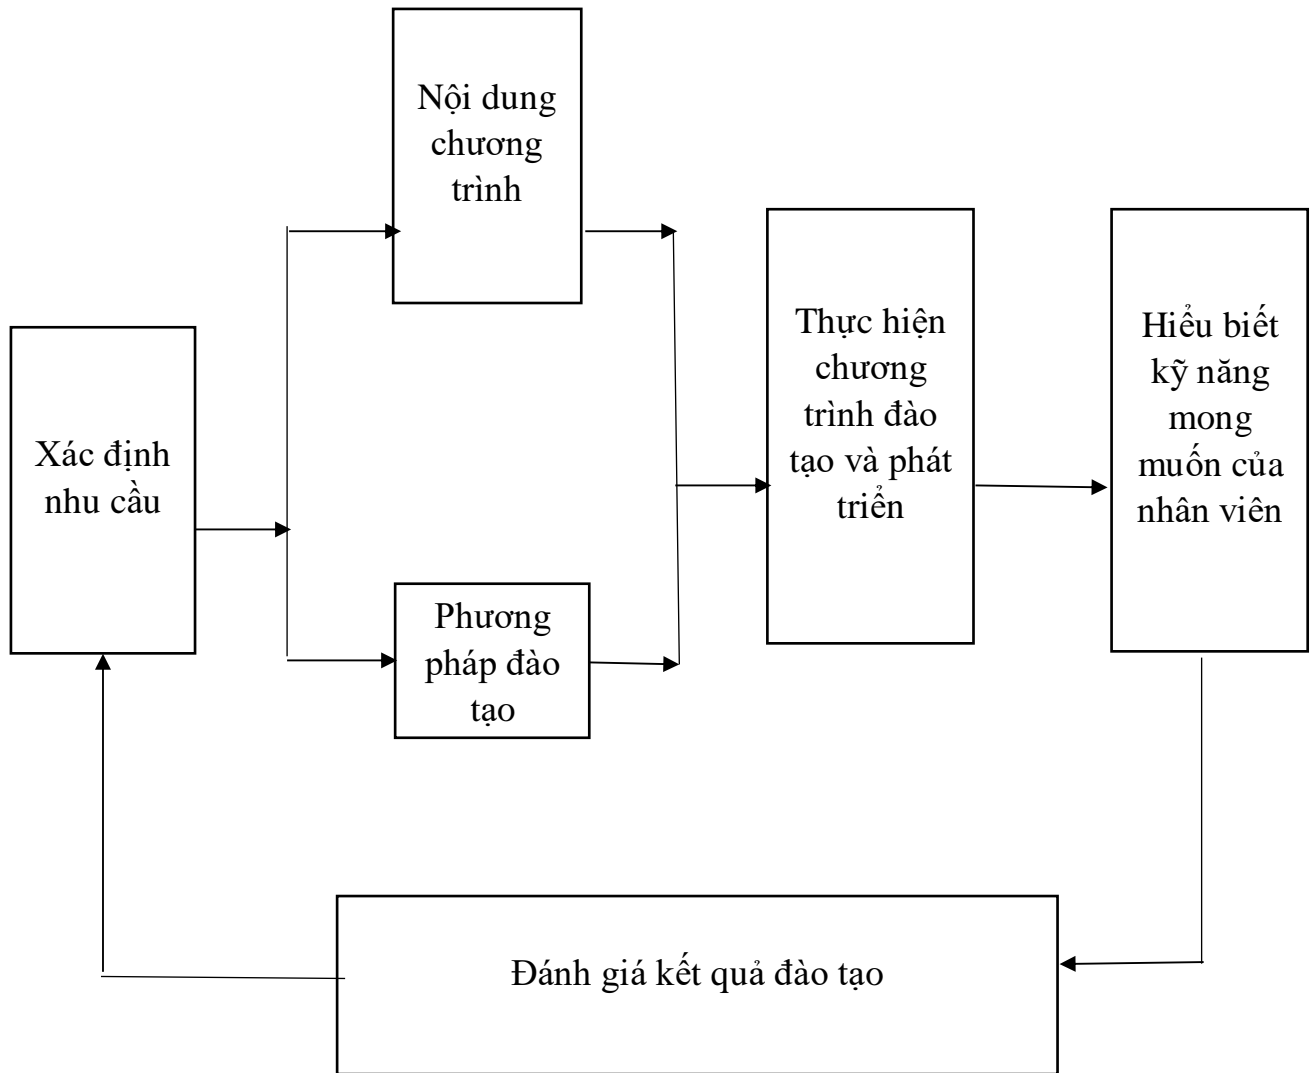 Nội dung
chương
trình
Xác định
nhu cầu
Phương
pháp đào
tạo
Thực hiện
chương
trình đào
tạo và phát
triển
Hiểu biết
kỹ năng
mong
muốn của
nhân viên
Đánh giá kết quả đào tạo